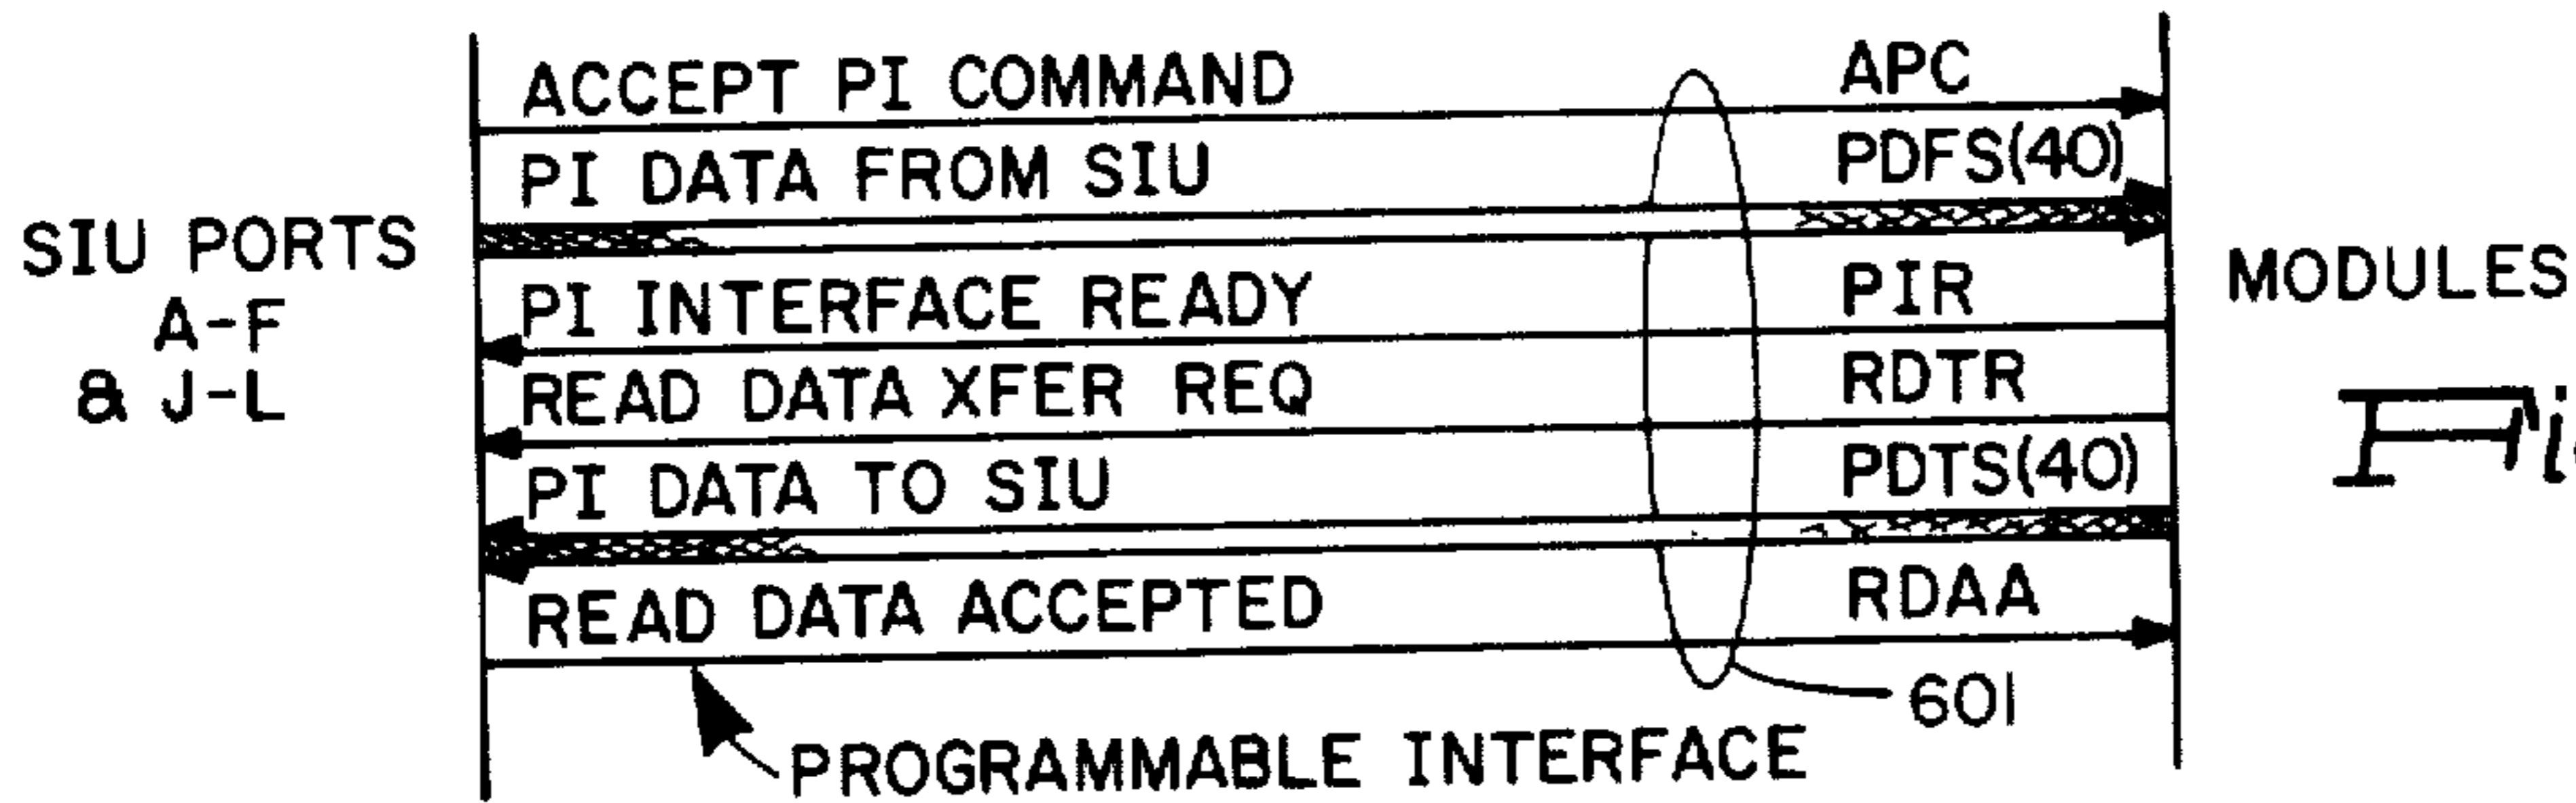 ACCEPT PI COMMAND APC
PI DATA FROM SIU PDFS(40)
SIU PORTS
A-F
& J-L
PI INTERFACE READY PIR
MODULES
READ DATA XFER REQ RDTR
PI DATA TO SIU PDTS(40)
READ DATA ACCEPTED RDAA
601
PROGRAMMABLE INTERFACE